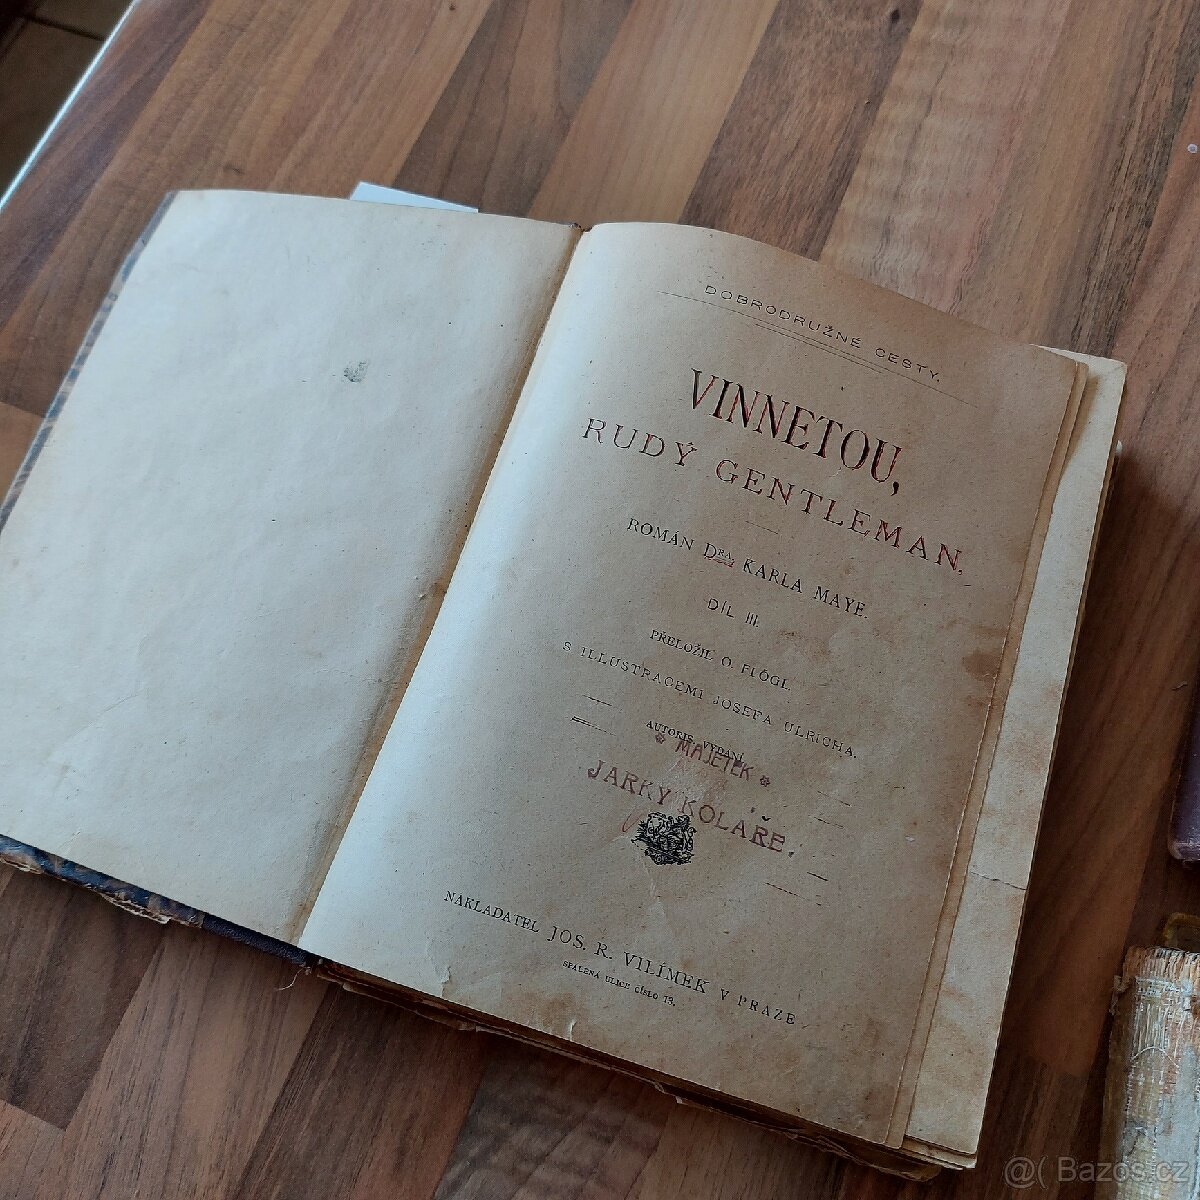 DOBRODRUŽNÉ CESTY.
VINNETOU,
RUDÝ GENTLEMAN.
ROMÁN DRA. KARLA MAYE.
DÍL III.
PŘELOŽIL O. FLÖGL.
S ILLUSTRACEMI JOSEFA ULRICHA.
AUTORIS. VYDÁNÍ.
MAJETEK
JARKY KOLAŘE.
NAKLADATEL JOS. R. VILÍMEK V PRAZE
SPÁLENÁ ULICE ČÍSLO 13.
@( Bazos.cz